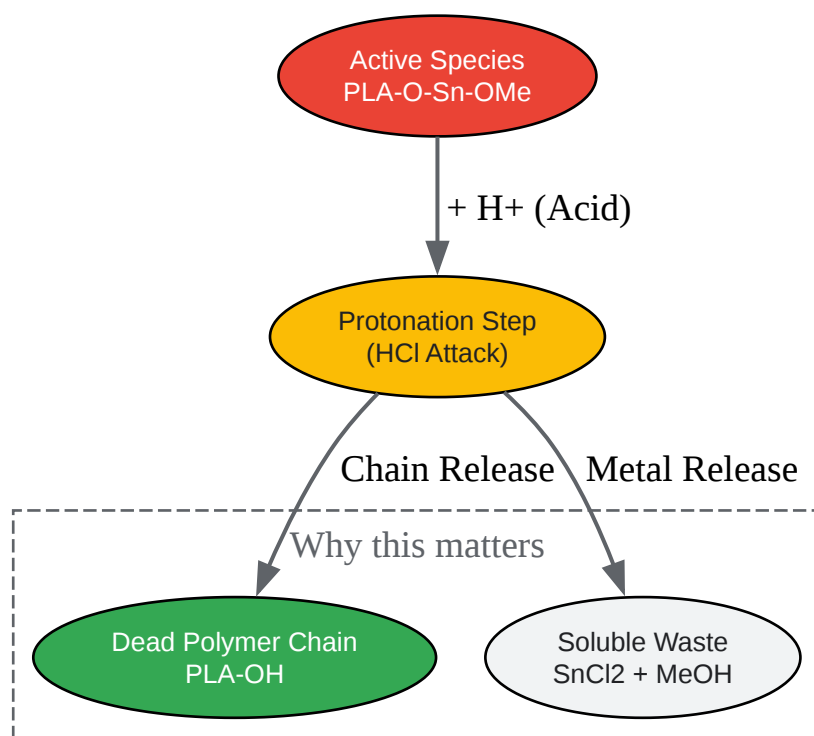 Active Species
PLA-O-Sn-OMe
+ H+ (Acid)
Protonation Step
(HCl Attack)
Chain Release
Metal Release
Why this matters
Dead Polymer Chain
PLA-OH
Soluble Waste
SnCl2 + MeOH